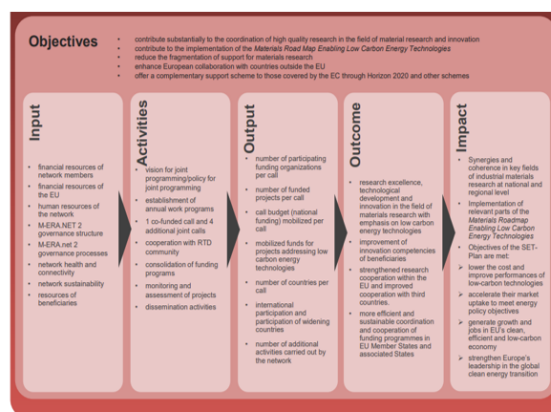 Objectives
• contribute substantially to the coordination of high quality research in the field of material research and innovation
• contribute to the implementation of the Materials Road Map Enabling Low Carbon Energy Technologies
• reduce the fragmentation of support for materials research
• enhance European collaboration with countries outside the EU
• offer a complementary support scheme to those covered by the EC through Horizon 2020 and other schemes
Input
• financial resources of
network members
• financial resources of
the EU
• human resources of
the network
• M-ERA.NET 2
governance structure
• M-ERA.net 2
governance processes
• network health and
connectivity
• network sustainability
• resources of
beneficiaries
Activities
• vision for joint
programming/policy for
joint programming
• establishment of
annual work programs
• 1 co-funded call and 4
additional joint calls
• cooperation with RTD
community
• consolidation of funding
programs
• monitoring and
assessment of projects
• dissemination activities
Output
• number of participating
funding organizations
per call
• number of funded
projects per call
• call budget (national
funding) mobilized per call
• mobilized funds for
projects addressing low
carbon energy
technologies
• number of countries per
call
• international
participation and
participation of widening
countries
• number of additional
activities carried out by
the network
Outcome
• research excellence,
technological
development and
innovation in the field of
materials research with
emphasis on low carbon
energy technologies
• improvement of
innovation competencies
of beneficiaries
• strengthened research
cooperation within the
EU and improved
cooperation with third
countries.
• more efficient and
sustainable coordination
and cooperation of
funding programmes in
EU Member States and
associated States
Impact
• Synergies and
coherence in key fields
of industrial materials
research at national and
regional level
• Implementation of
relevant parts of the
Materials Roadmap
Enabling Low Carbon
Energy Technologies
• Objectives of the SET-
Plan are met:
➢ lower the cost and
improve performances of
low-carbon technologies
➢ accelerate their market
uptake to meet energy
policy objectives
➢ generate growth and
jobs in EU's clean,
efficient and low-carbon
economy
➢ strengthen Europe's
leadership in the global
clean energy transition